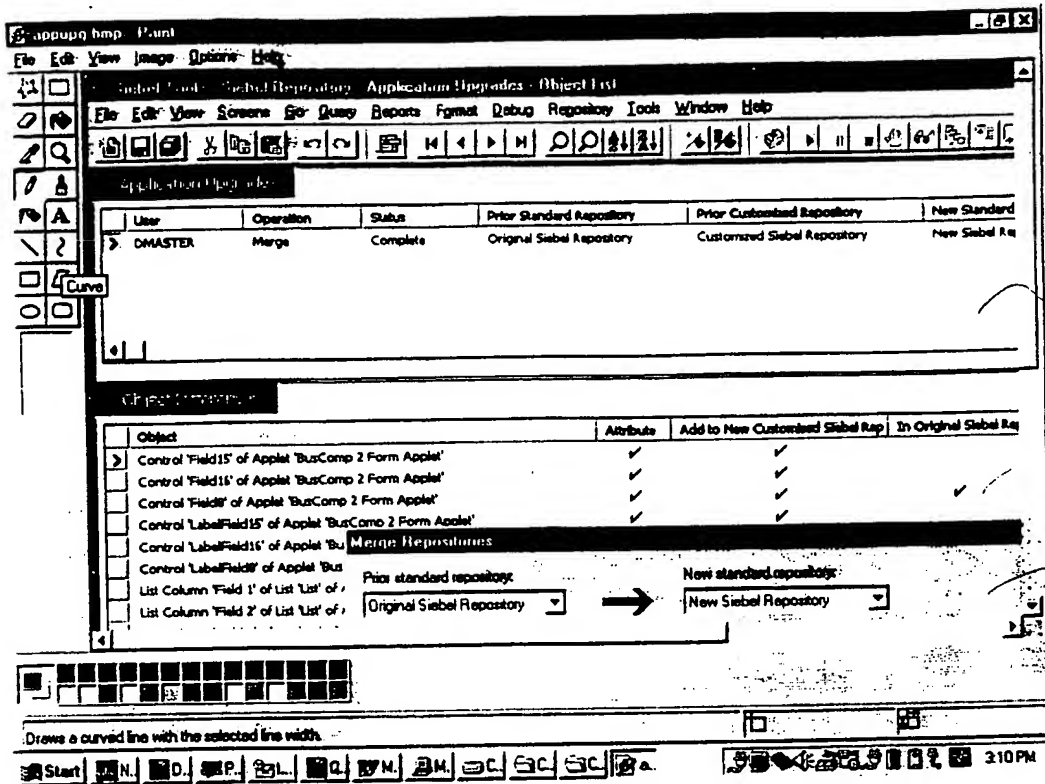 appupg.bmp - Paint
File Edit View Image Options Help
Siebel Repository - Application Upgrades - Object List
File Edit View Screens Go Query Reports Format Debug Repository Tools Window Help
Application Upgrades
User Operation Status Prior Standard Repository Prior Customized Repository New Standard
DMASTER Merge Complete Original Siebel Repository Customized Siebel Repository New Siebel Re
Curve
Object Attribute Add to New Customized Siebel Rep In Original Siebel Rep
Control 'Field15' of Applet 'BusComp 2 Form Applet'
Control 'Field16' of Applet 'BusComp 2 Form Applet'
Control 'Field8' of Applet 'BusComp 2 Form Applet'
Control 'LabelField15' of Applet 'BusComp 2 Form Applet'
Control 'LabelField16' of Applet 'Bu
Control 'LabelField8' of Applet 'Bus
List Column 'Field 1' of List 'List' of
List Column 'Field 2' of List 'List' of
Merge Repositories
Prior standard repository: New standard repository:
Original Siebel Repository New Siebel Repository
Draws a curved line with the selected line width.
Start N.. D.. P.. L.. Q.. M.. M.. C.. C.. C.. a.. 3:10 PM